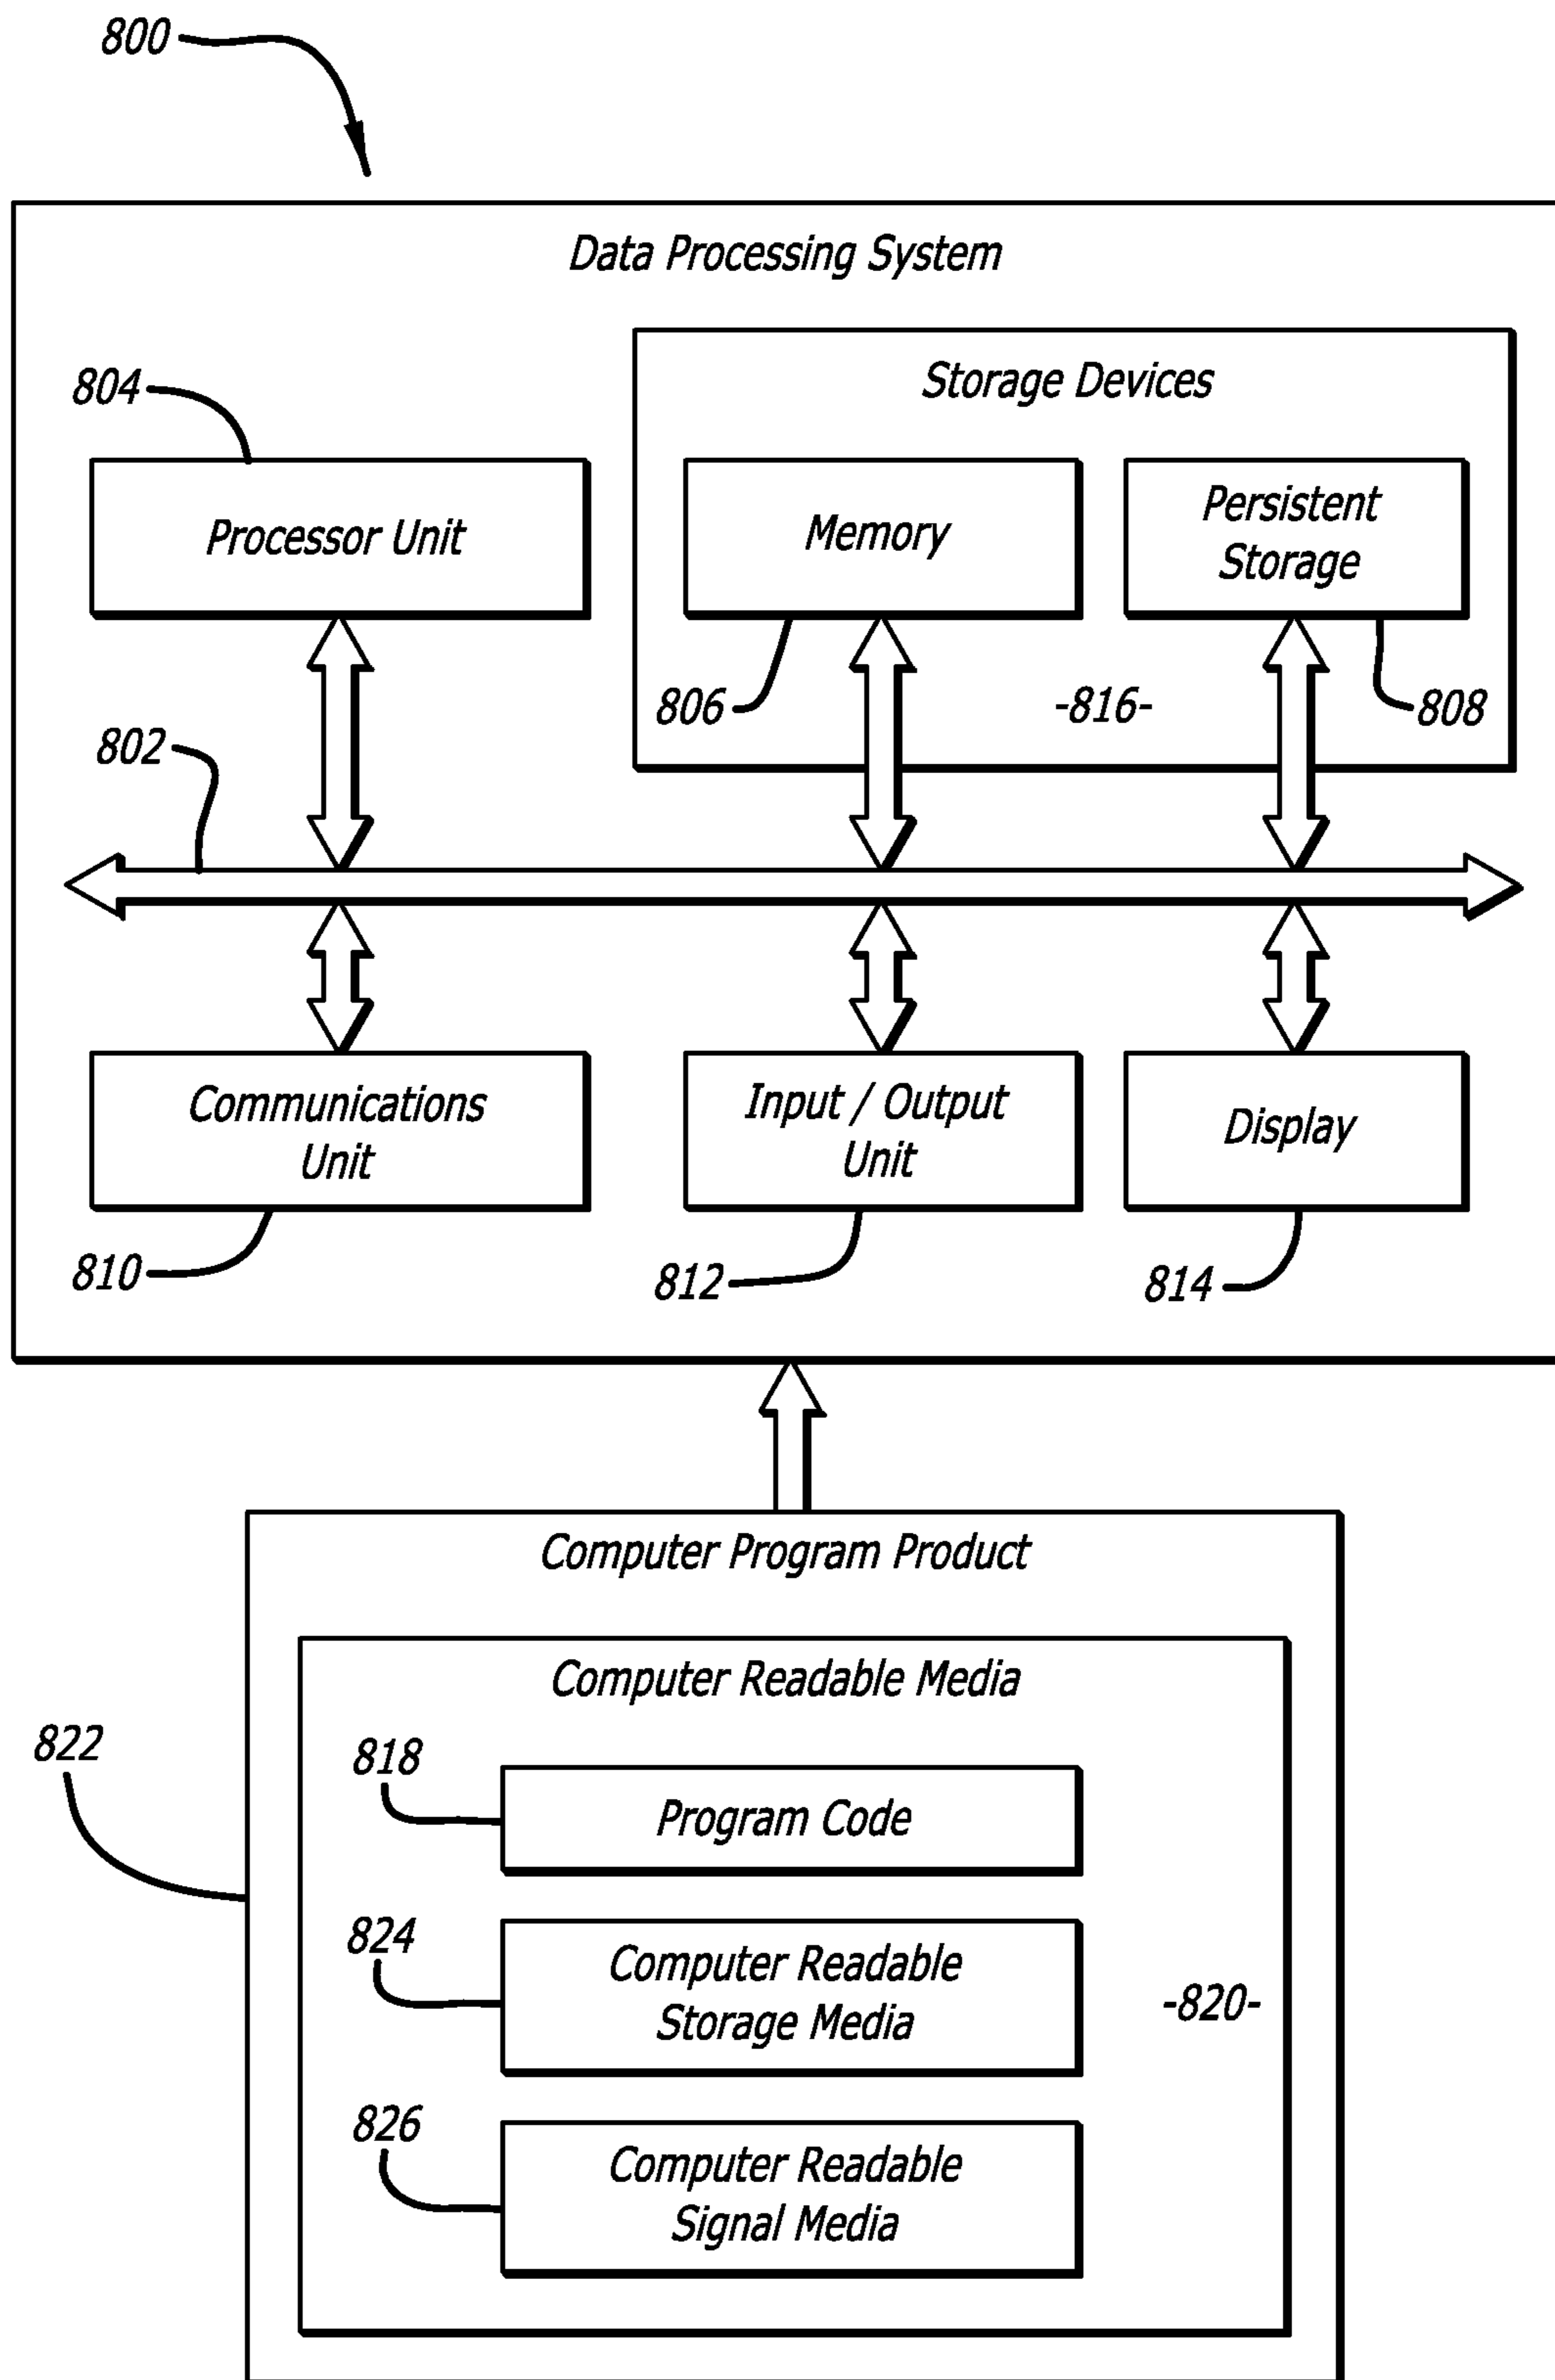 800
Data Processing System
Storage Devices
804
Processor Unit
Memory
Persistent
Storage
806
-816-
808
802
Communications
Unit
Input / Output
Unit
Display
810
812
814
Computer Program Product
Computer Readable Media
822
818
Program Code
824
Computer Readable
Storage Media
-820-
826
Computer Readable
Signal Media